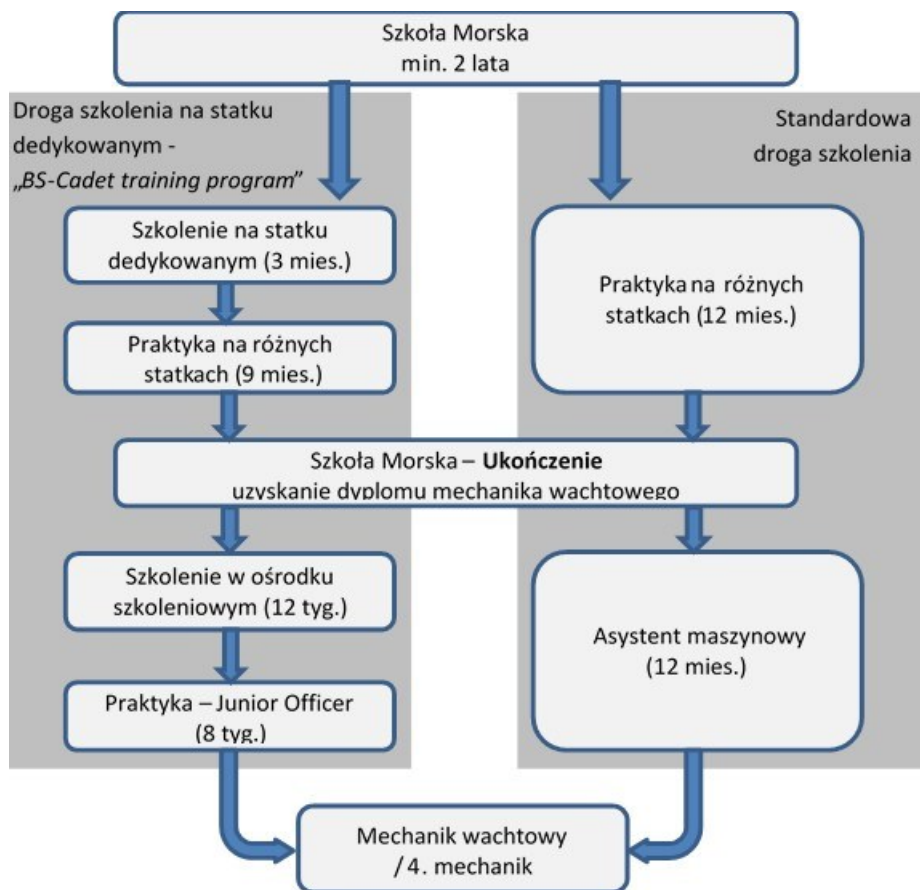 Szkoła Morska
min. 2 lata
Droga szkolenia na statku
dedykowanym -
„BS-Cadet training program”
Standardowa
droga szkolenia
Szkolenie na statku
dedykowanym (3 mies.)
Praktyka na różnych
statkach (12 mies.)
Praktyka na różnych
statkach (9 mies.)
Szkoła Morska – Ukończenie
uzyskanie dyplomu mechanika wachtowego
Szkolenie w ośrodku
szkoleniowym (12 tyg.)
Asystent maszynowy
(12 mies.)
Praktyka – Junior Officer
(8 tyg.)
Mechanik wachtowy
/ 4. mechanik